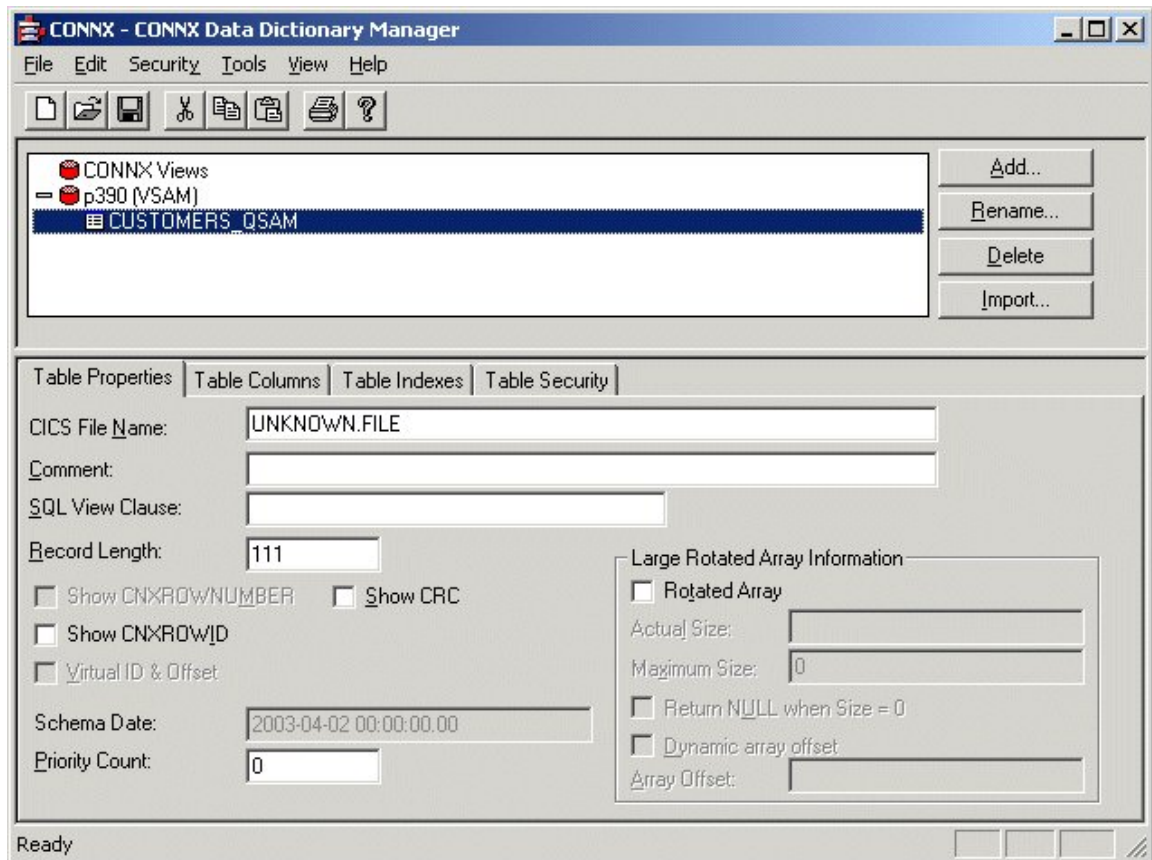 CONNX - CONNX Data Dictionary Manager
File Edit Security Tools View Help
CONNX Views
p390 (VSAM)
CUSTOMERS_QSAM
Add...
Rename...
Delete
Import...
Table Properties Table Columns Table Indexes Table Security
CICS File Name: UNKNOWN.FILE
Comment:
SQL View Clause:
Record Length: 111
Show CNXROWNUMBER Show CRC
Show CNXROWID
Virtual ID & Offset
Schema Date: 2003-04-02 00:00:00.00
Priority Count: 0
Large Rotated Array Information
Rotated Array
Actual Size:
Maximum Size: 0
Return NULL when Size = 0
Dynamic array offset
Array Offset:
Ready